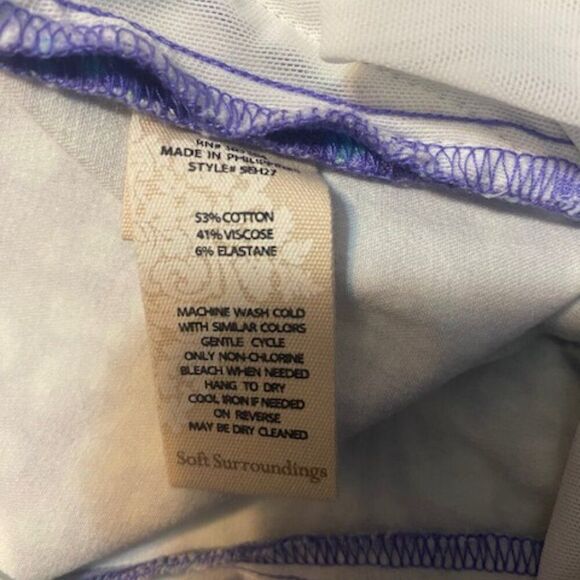 RN#
MADE IN PHILIPPINES
STYLE#
53% COTTON
41% VISCOSE
6% ELASTANE
MACHINE WASH COLD
WITH SIMILAR COLORS
GENTLE CYCLE
ONLY NON-CHLORINE
BLEACH WHEN NEEDED
HANG TO DRY
COOL IRON IF NEEDED
ON REVERSE
MAY BE DRY CLEANED
Soft Surroundings